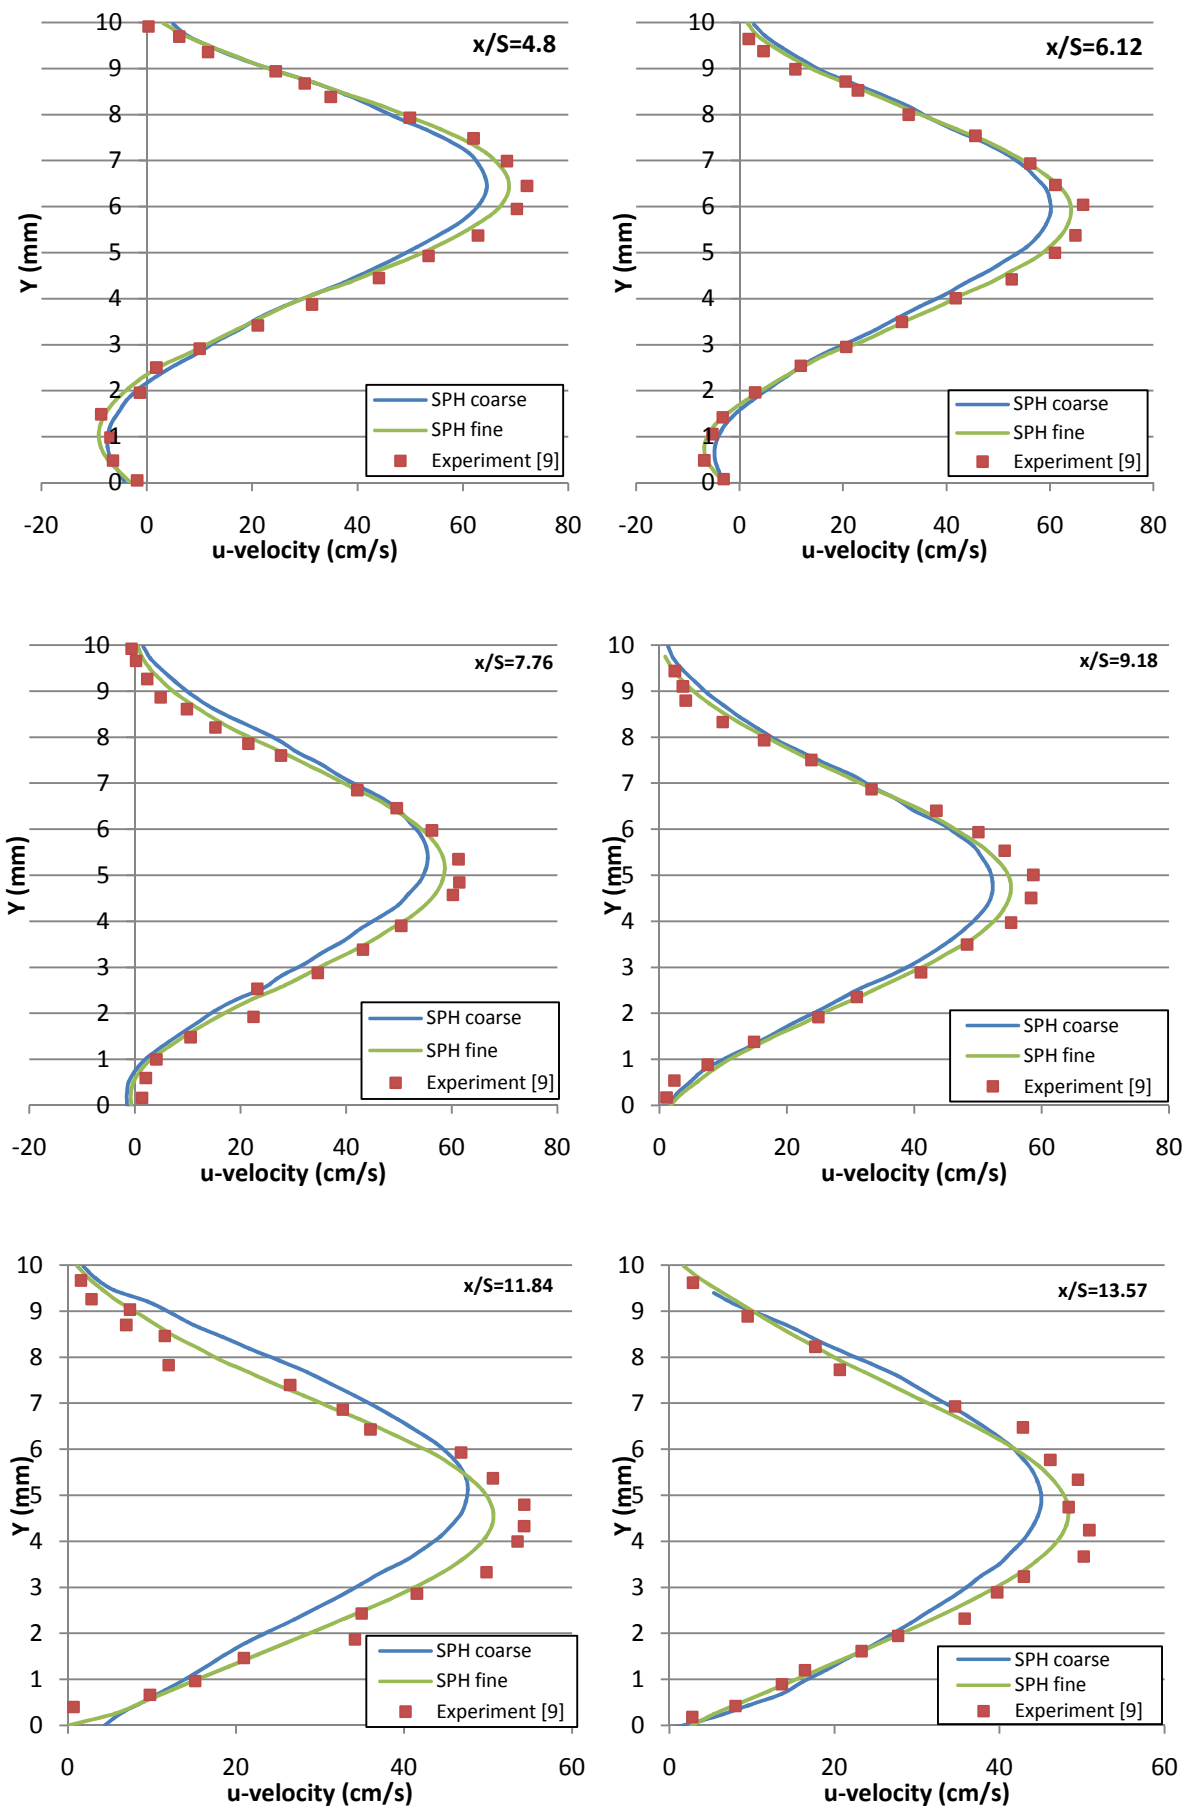 x/S=4.8
Y (mm)
10
9
8
7
6
5
4
3
2
1
0
SPH coarse
SPH fine
Experiment [9]
-20 0 20 40 60 80
u-velocity (cm/s)
x/S=6.12
Y (mm)
10
9
8
7
6
5
4
3
2
1
0
SPH coarse
SPH fine
Experiment [9]
-20 0 20 40 60 80
u-velocity (cm/s)
x/S=7.76
Y (mm)
10
9
8
7
6
5
4
3
2
1
0
SPH coarse
SPH fine
Experiment [9]
-20 0 20 40 60 80
u-velocity (cm/s)
x/S=9.18
Y (mm)
10
9
8
7
6
5
4
3
2
1
0
SPH coarse
SPH fine
Experiment [9]
0 20 40 60 80
u-velocity (cm/s)
x/S=11.84
Y (mm)
10
9
8
7
6
5
4
3
2
1
0
SPH coarse
SPH fine
Experiment [9]
0 20 40 60
u-velocity (cm/s)
x/S=13.57
Y (mm)
10
9
8
7
6
5
4
3
2
1
0
SPH coarse
SPH fine
Experiment [9]
0 20 40 60
u-velocity (cm/s)